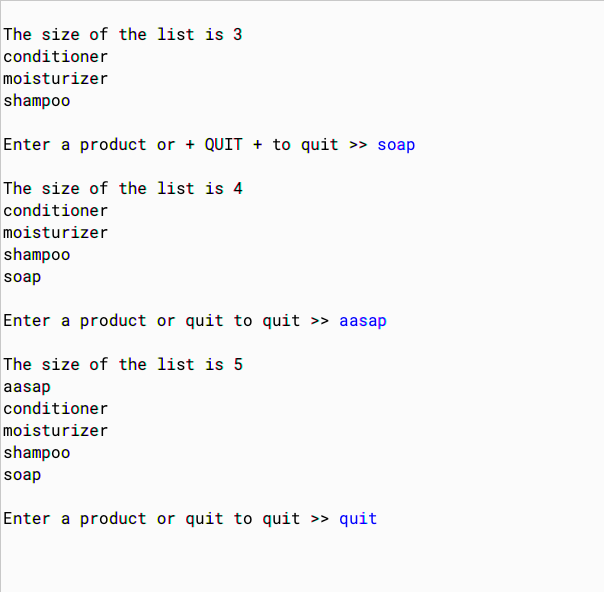 The size of the list is 3
conditioner
moisturizer
shampoo
Enter a product or + QUIT + to quit >> soap
The size of the list is 4
conditioner
moisturizer
shampoo
soap
Enter a product or quit to quit >> aasap
The size of the list is 5
aasap
conditioner
moisturizer
shampoo
soap
Enter a product or quit to quit >> quit